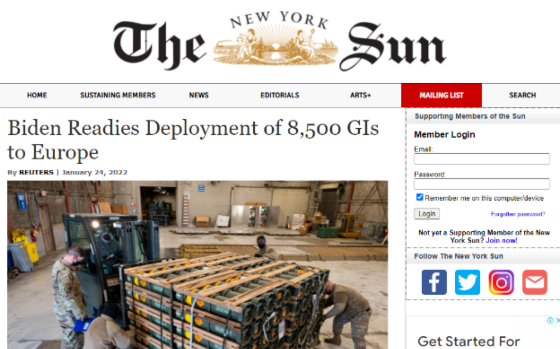 The NEW YORK Sun
HOME SUSTAINING MEMBERS NEWS EDITORIALS ARTS+ MAILING LIST SEARCH
Biden Readies Deployment of 8,500 GIs
to Europe
By REUTERS | January 24, 2022
Supporting Members of the Sun
Member Login
Email:
Password:
Remember me on this computer/device
Login Forgotten password?
Not yet a Supporting Member of the New
York Sun? Join now!
Follow The New York Sun
Get Started For